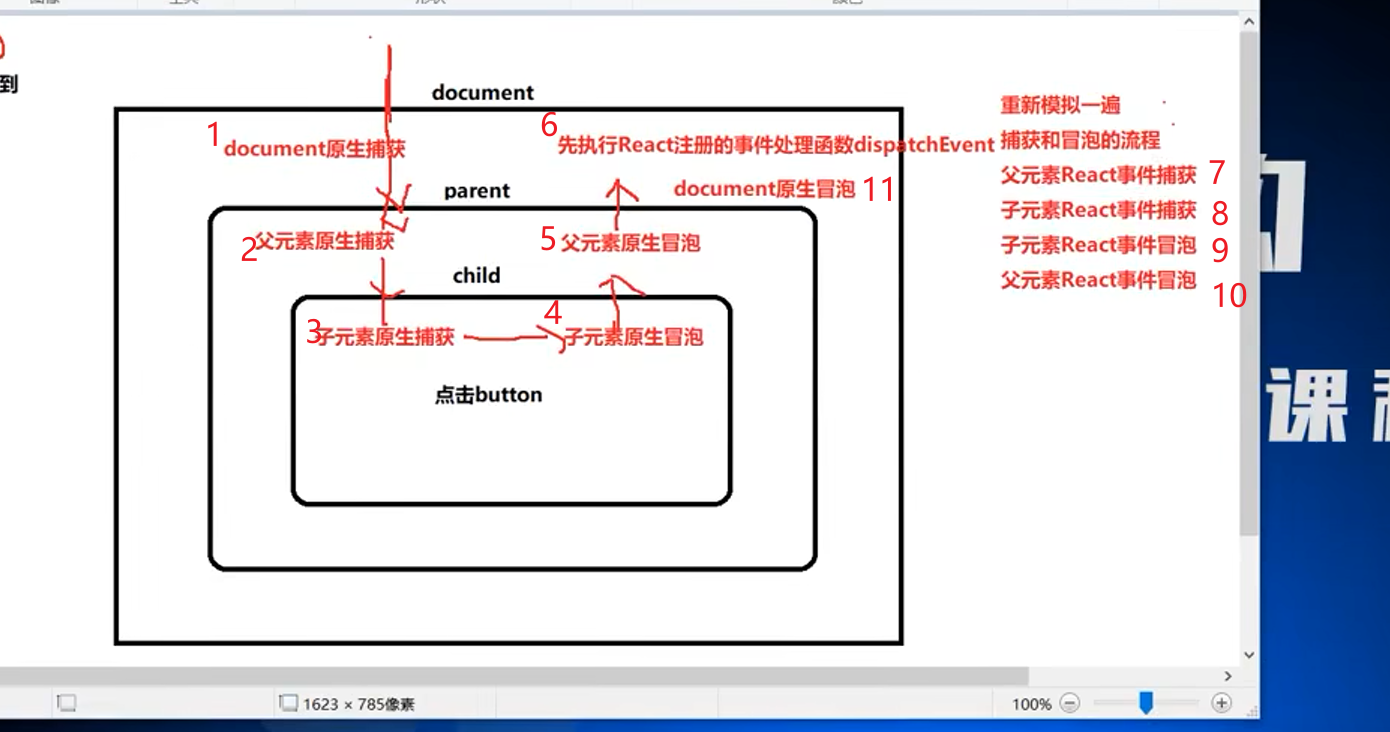 到
document
1
document原生捕获
6
先执行React注册的事件处理函数dispatchEvent
parent
document原生冒泡 11
2 父元素原生捕获
5 父元素原生冒泡
child
3 子元素原生捕获
4 子元素原生冒泡
点击button
重新模拟一遍
捕获和冒泡的流程
父元素React事件捕获 7
子元素React事件捕获 8
子元素React事件冒泡 9
父元素React事件冒泡 10
课
1623 × 785像素
100%